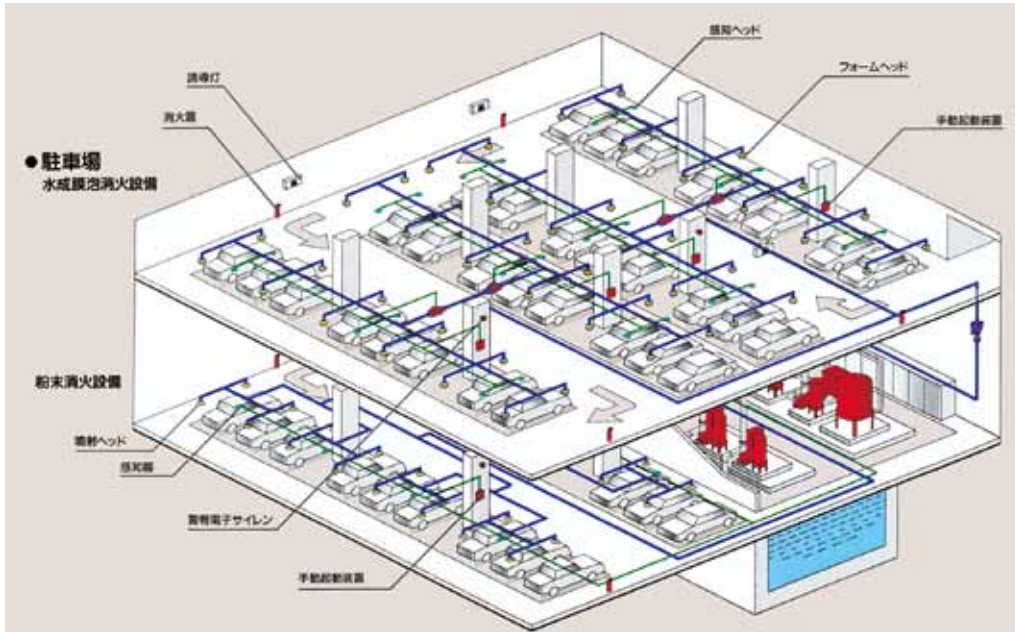 感知ヘッド
フォームヘッド
手動起動装置
誘導灯
消火器
● 駐車場
水成膜泡消火設備
粉末消火設備
噴射ヘッド
感知器
警報電子サイレン
手動起動装置